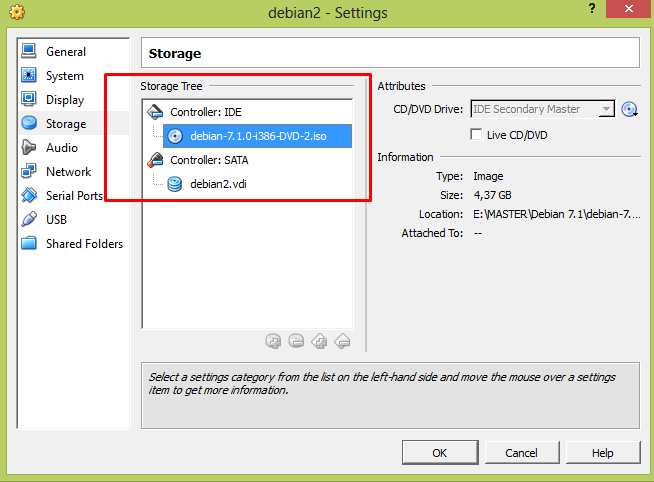 debian2 - Settings
?
×
General
System
Display
Storage
Audio
Network
Serial Ports
USB
Shared Folders
Storage
Storage Tree
Controller: IDE
debian-7.1.0-i386-DVD-2.iso
Controller: SATA
debian2.vdi
Attributes
CD/DVD Drive: IDE Secondary Master
Live CD/DVD
Information
Type: Image
Size: 4,37 GB
Location: E:\MASTER\Debian 7.1\debian-7....
Attached To: --
Select a settings category from the list on the left-hand side and move the mouse over a settings
item to get more information.
OK Cancel Help